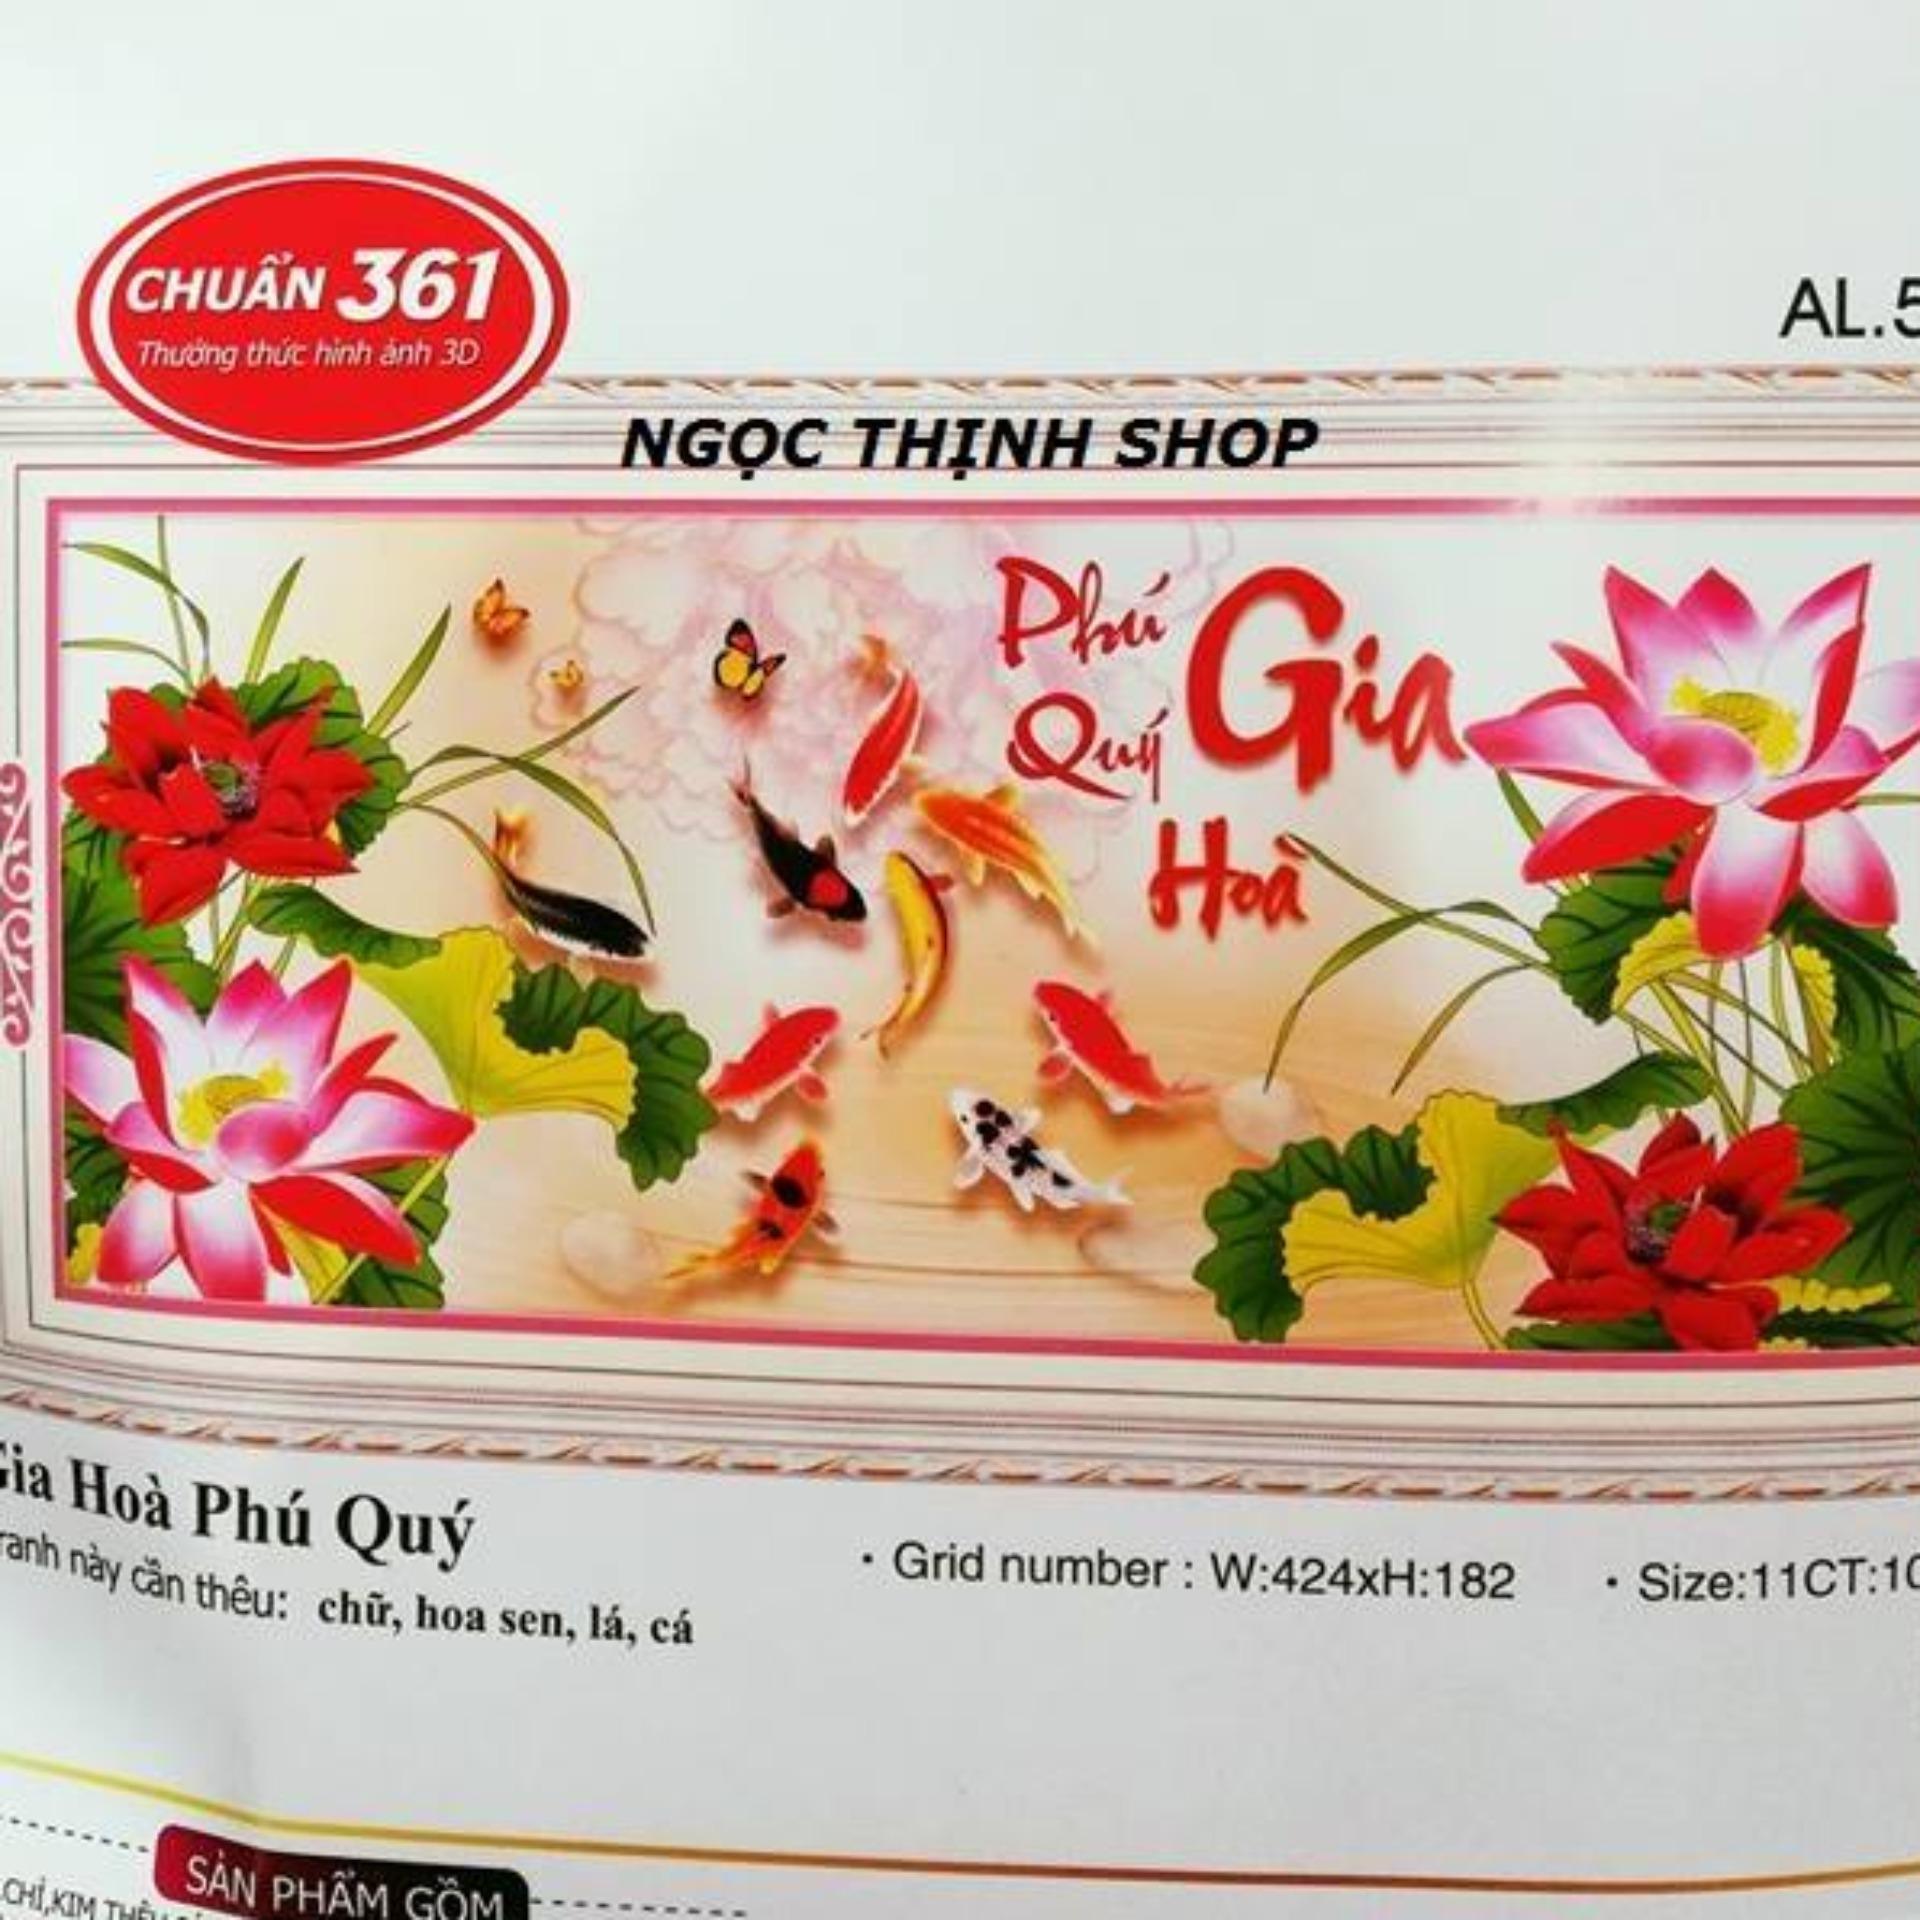 CHUẨN 361
Thưởng thức hình ảnh 3D
AL.5
NGỌC THỊNH SHOP
Phú
Quý
Gia
Hoà
Gia Hoà Phú Quý
này cần thêu: chữ, hoa sen, lá, cá
• Grid number : W:424xH:182
• Size:11CT:10
SẢN PHẨM GỒM
CHỈ,KIM